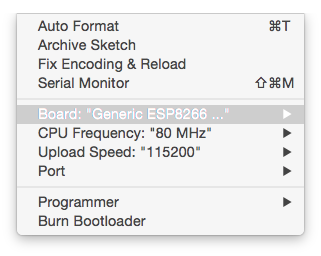 Auto Format ⌘T
Archive Sketch
Fix Encoding & Reload
Serial Monitor ⇧⌘M
Board: "Generic ESP8266 ..." ▶
CPU Frequency: "80 MHz" ▶
Upload Speed: "115200" ▶
Port ▶
Programmer ▶
Burn Bootloader